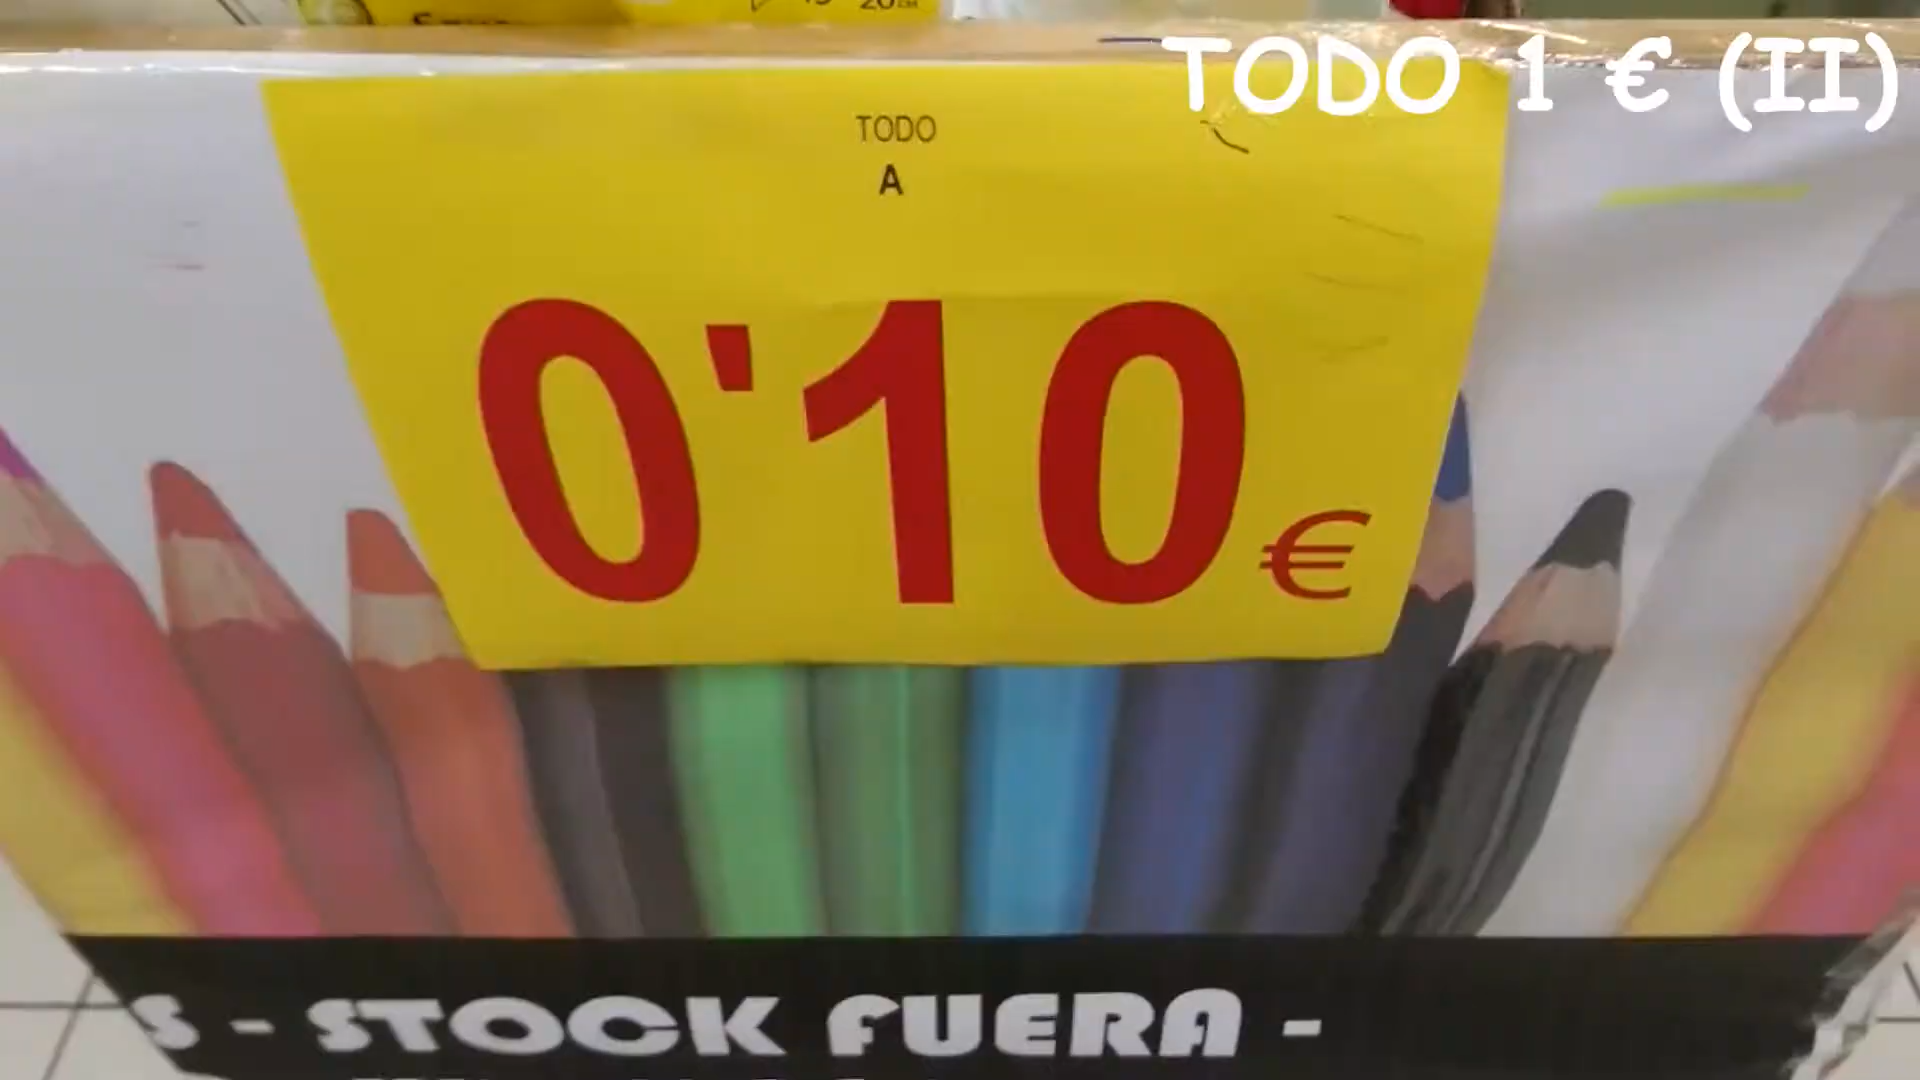 TODO 1 € (II)
TODO
A
0'10€
S - STOCK FUERA -